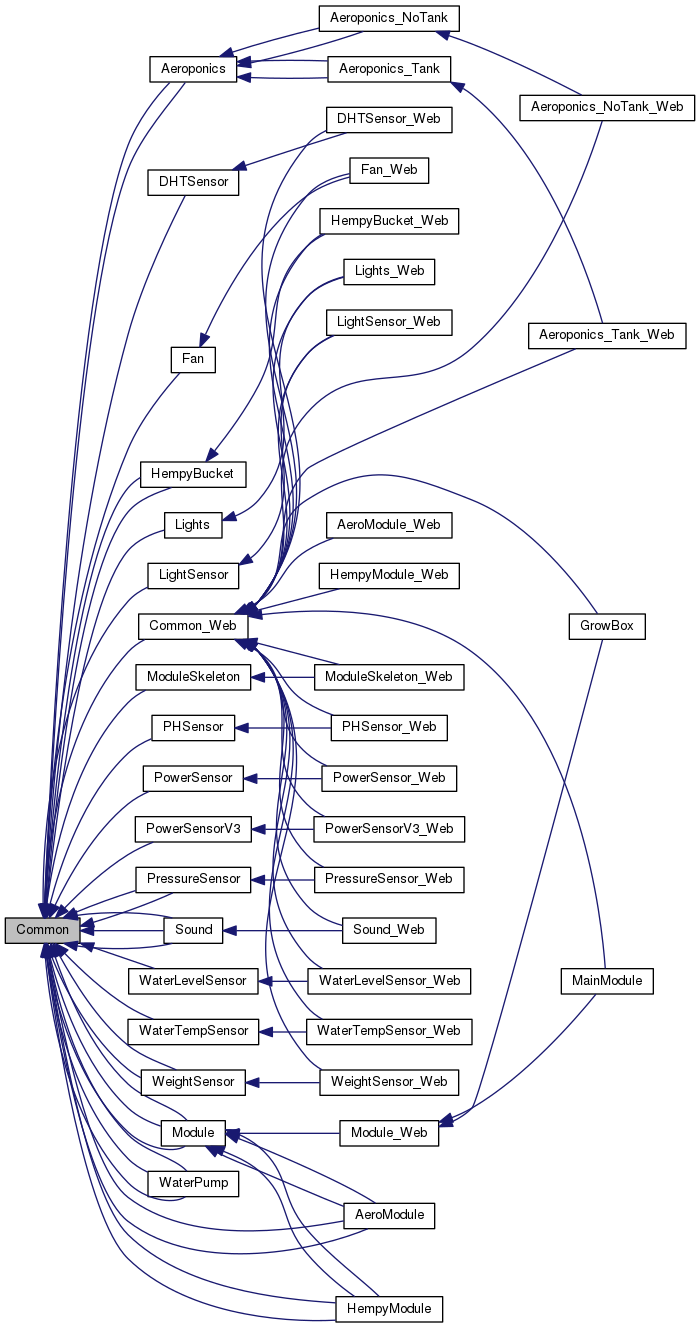 Aeroponics_NoTank
Aeroponics
Aeroponics_Tank
Aeroponics_NoTank_Web
DHTSensor_Web
Fan_Web
DHTSensor
HempyBucket_Web
Lights_Web
LightSensor_Web
Aeroponics_Tank_Web
Fan
HempyBucket
Lights
AeroModule_Web
LightSensor
HempyModule_Web
Common_Web
GrowBox
ModuleSkeleton
ModuleSkeleton_Web
PHSensor
PHSensor_Web
PowerSensor
PowerSensor_Web
PowerSensorV3
PowerSensorV3_Web
PressureSensor
PressureSensor_Web
Common
Sound
Sound_Web
WaterLevelSensor
WaterLevelSensor_Web
MainModule
WaterTempSensor
WaterTempSensor_Web
WeightSensor
WeightSensor_Web
Module
Module_Web
WaterPump
AeroModule
HempyModule